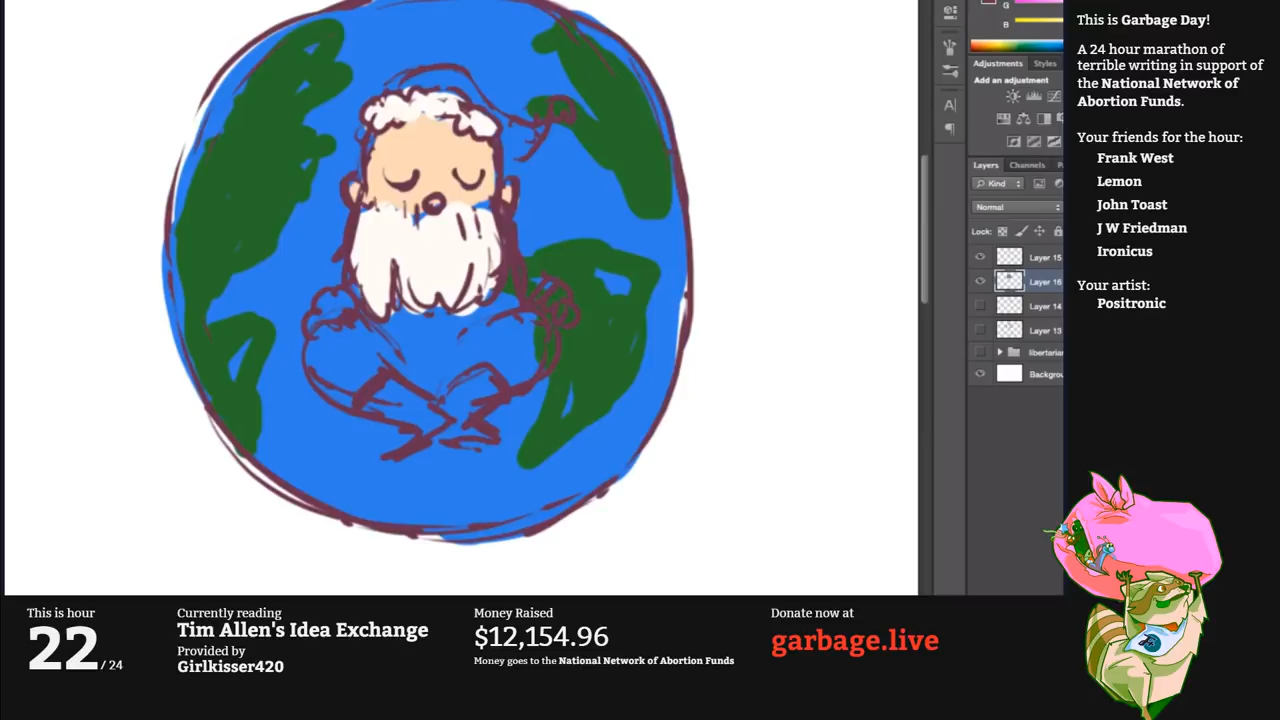 G
B
Adjustments Styles
Add an adjustment
A|
Layers Channels
Kind
Normal
Lock:
Layer 15
Layer 16
Layer 14
Layer 13
This is Garbage Day!
A 24 hour marathon of
terrible writing in support of
the National Network of
Abortion Funds.
Your friends for the hour:
Frank West
Lemon
John Toast
J W Friedman
Ironicus
Your artist:
Positronic
This is hour
22 / 24
Currently reading
Tim Allen's Idea Exchange
Provided by
Girlkisser420
Money Raised
$12,154.96
Money goes to the National Network of Abortion Funds
Donate now at
garbage.live